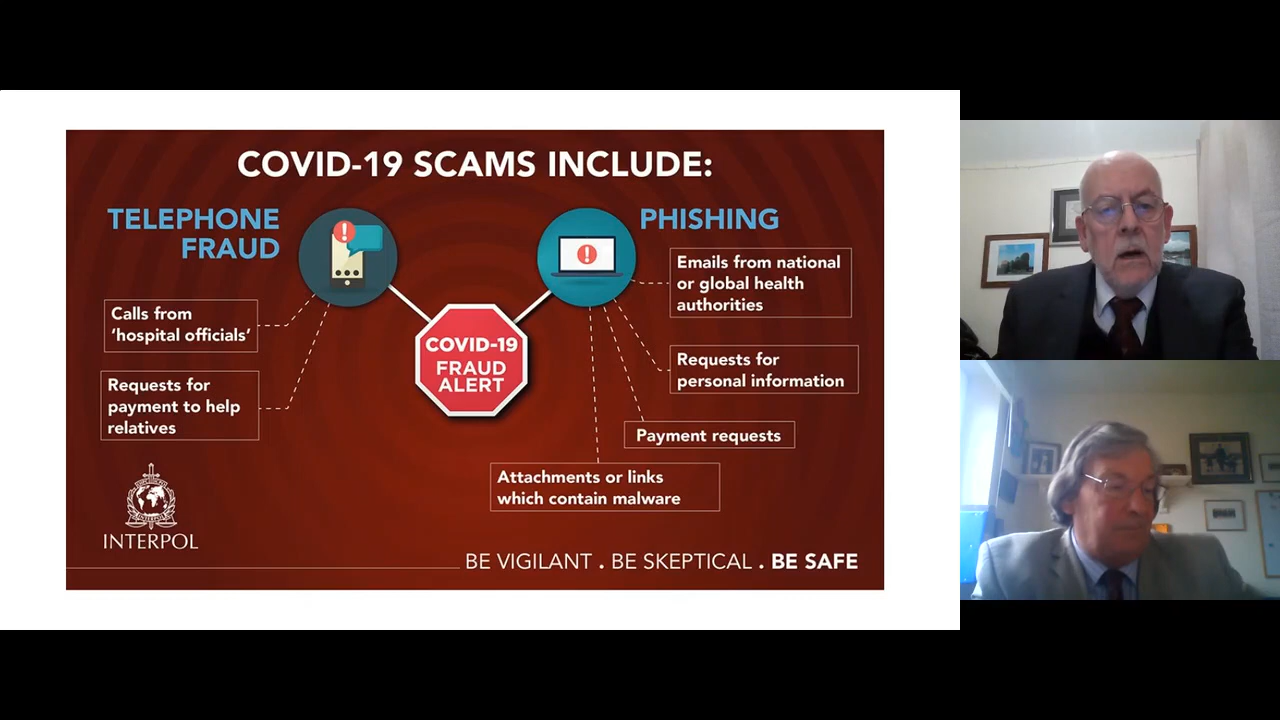 COVID-19 SCAMS INCLUDE:
TELEPHONE
FRAUD
Calls from
‘hospital officials’
Requests for
payment to help
relatives
COVID-19
FRAUD
ALERT
PHISHING
Emails from national
or global health
authorities
Requests for
personal information
Payment requests
Attachments or links
which contain malware
INTERPOL
BE VIGILANT . BE SKEPTICAL . BE SAFE